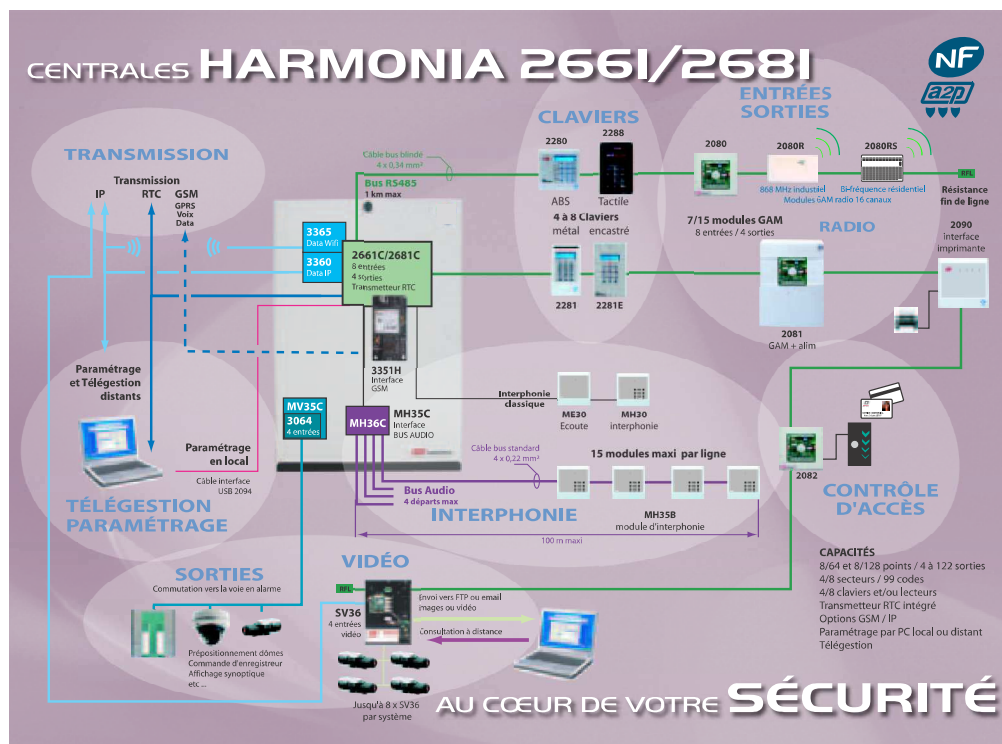 CENTRALES HARMONIA 2661/2681
NF
a2p
TRANSMISSION
Transmission
IP RTC GSM
GPRS
Voix
Data
Câble bus blindé
4 x 0,34 mm²
Bus RS485
1 km max
3365
Data Wifi
3360
Data IP
2661C/2681C
8 entrées
4 sorties
Transmetteur RTC
3351H
Interface
GSM
CLAVIERS
2280
2288
ABS
Tactile
4 à 8 Claviers
métal encastré
2281
2281E
ENTRÉES
SORTIES
2080
2080R
2080RS
868 MHz industriel
Bi-fréquence résidentiel
Modules GAM radio 16 canaux
RFL
Résistance
fin de ligne
7/15 modules GAM
8 entrées / 4 sorties
RADIO
2090
interface
imprimante
2081
GAM + alim
Paramétrage
et Télégestion
distants
Paramétrage
en local
Câble interface
USB 2094
TÉLÉGESTION
PARAMÉTRAGE
MV35C
3064
4 entrées
MH36C
MH35C
Interface
BUS AUDIO
Interphonie
classique
ME30
Ecoute
MH30
interphonie
Câble bus standard
4 x 0,22 mm²
15 modules maxi par ligne
Bus Audio
4 départs max
INTERPHONIE
MH35B
module d'interphonie
100 m maxi
2082
CONTRÔLE
D'ACCÈS
CAPACITÉS
8/64 et 8/128 points / 4 à 122 sorties
4/8 secteurs / 99 codes
4/8 claviers et/ou lecteurs
Transmetteur RTC intégré
Options GSM / IP
Paramétrage par PC local ou distant
Télégestion
SORTIES
Commutation vers la voie en alarme
Prépositionnement dômes
Commande d'enregistreur
Affichage synoptique
etc ...
VIDÉO
RFL
SV36
4 entrées
vidéo
Envoi vers FTP ou email
images ou vidéo
Consultation à distance
Jusqu'à 8 x SV36
par système
AU CŒUR DE VOTRE SÉCURITÉ